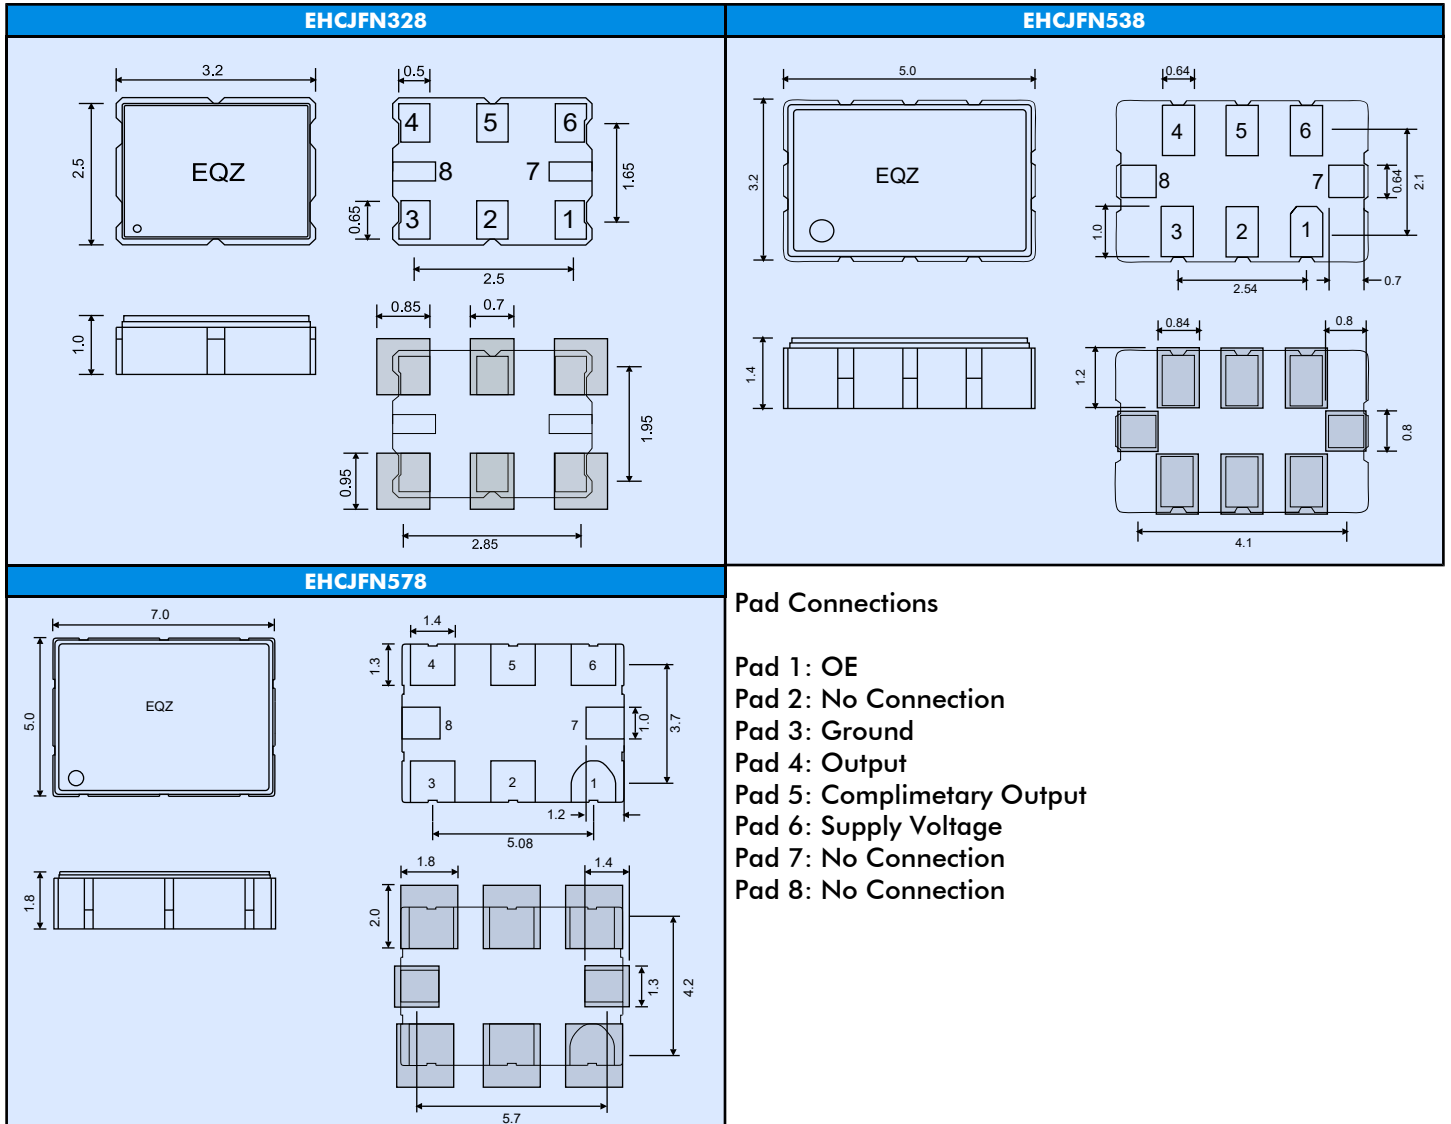 EHCJFN328
3.2
2.5
EQZ
0.5
4 5 6
8 7
3 2 1
1.65
0.65
2.5
1.0
0.85 0.7
1.95
0.95
2.85
EHCJFN538
5.0
3.2
EQZ
0.64
4 5 6
8 7
3 2 1
0.64
2.1
1.0
2.54
0.7
1.4
0.84 0.8
1.2
0.8
4.1
EHCJFN578
7.0
5.0
EQZ
1.4
1.3
4 5 6
8 7
3 2 1
1.0
3.7
1.2
5.08
1.8
1.8 1.4
2.0
1.3
4.2
5.7
Pad Connections
Pad 1: OE
Pad 2: No Connection
Pad 3: Ground
Pad 4: Output
Pad 5: Complimetary Output
Pad 6: Supply Voltage
Pad 7: No Connection
Pad 8: No Connection